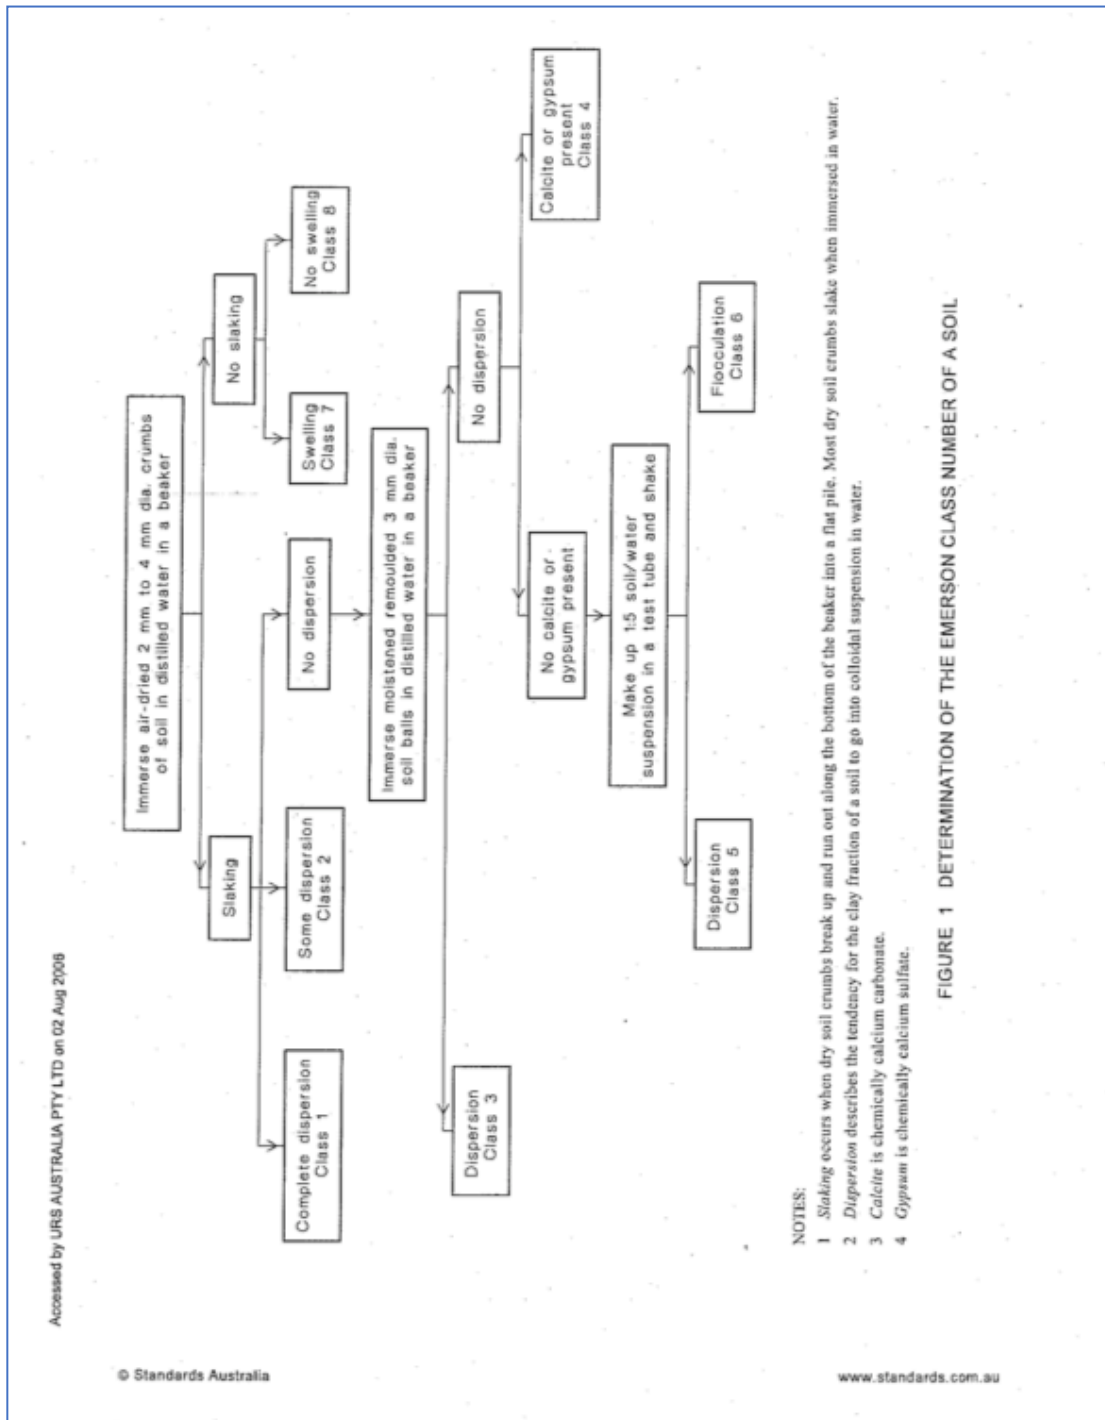 Accessed by URS AUSTRALIA PTY LTD on 02 Aug 2006
Immerse air-dried 2 mm to 4 mm dia. crumbs
of soil in distilled water in a beaker
Slaking
No slaking
Complete dispersion
Class 1
Some dispersion
Class 2
No dispersion
Swelling
Class 7
No swelling
Class 8
Immerse moistened remoulded 3 mm dia.
soil balls in distilled water in a beaker
Dispersion
Class 3
No dispersion
No calcite or
gypsum present
Calcite or gypsum
present
Class 4
Make up 1:5 soil/water
suspension in a test tube and shake
Dispersion
Class 5
Flocculation
Class 6
NOTES:
1 Slaking occurs when dry soil crumbs break up and run out along the bottom of the beaker into a flat pile. Most dry soil crumbs slake when immersed in water.
2 Dispersion describes the tendency for the clay fraction of a soil to go into colloidal suspension in water.
3 Calcite is chemically calcium carbonate.
4 Gypsum is chemically calcium sulfate.
FIGURE 1 DETERMINATION OF THE EMERSON CLASS NUMBER OF A SOIL
© Standards Australia
www.standards.com.au